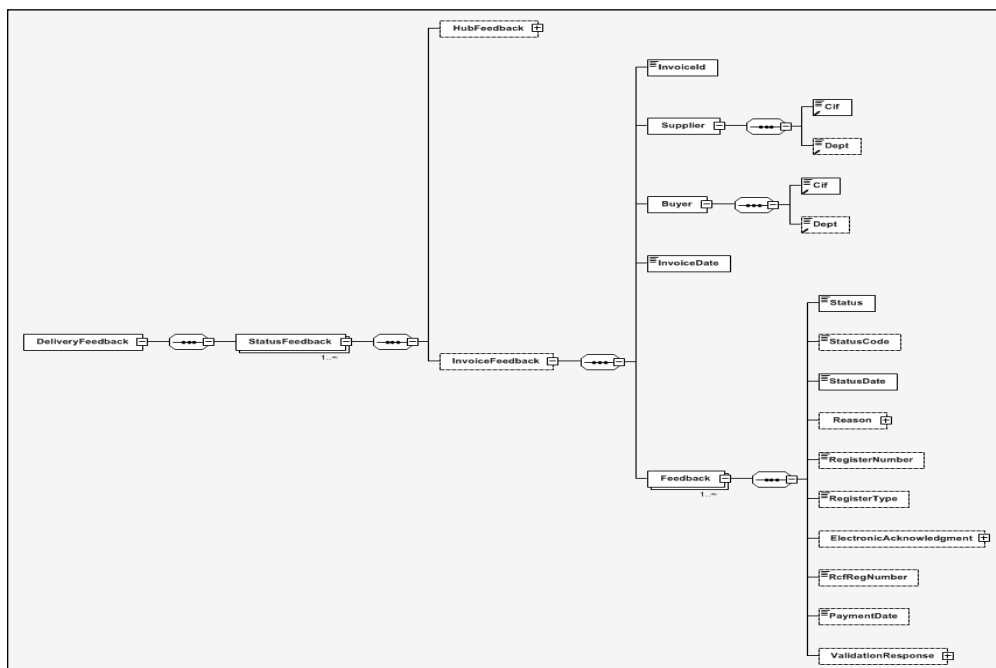 HubFeedback
InvoiceId
Cif
Supplier
Dept
Cif
Buyer
Dept
InvoiceDate
Status
DeliveryFeedback
StatusFeedback
1..∞
StatusCode
InvoiceFeedback
StatusDate
Reason
RegisterNumber
Feedback
1..∞
RegisterType
ElectronicAcknowledgment
RcfRegNumber
PaymentDate
ValidationResponse